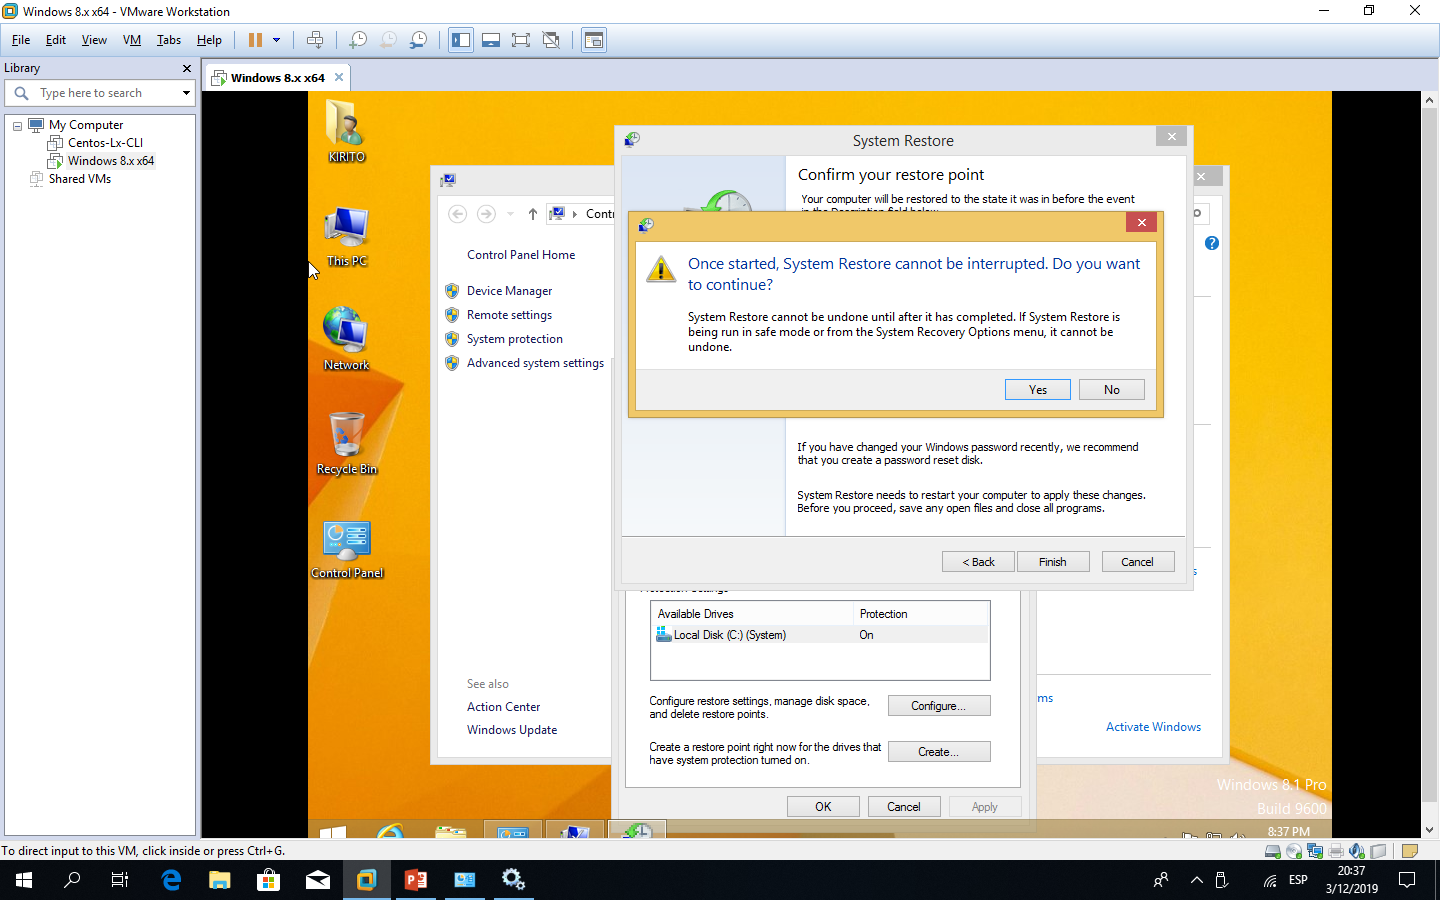 Windows 8.x x64 - VMware Workstation
File Edit View VM Tabs Help
Library
Windows 8.x x64
Type here to search
My Computer
Centos-Lx-CLI
Windows 8.x x64
Shared VMs
KIRITO
This PC
Network
Recycle Bin
Control Panel
System Restore
Confirm your restore point
Your computer will be restored to the state it was in before the event
in the Description field below.
Contr
Control Panel Home
Device Manager
Remote settings
System protection
Advanced system settings
Once started, System Restore cannot be interrupted. Do you want
to continue?
System Restore cannot be undone until after it has completed. If System Restore is
being run in safe mode or from the System Recovery Options menu, it cannot be
undone.
Yes No
If you have changed your Windows password recently, we recommend
that you create a password reset disk.
System Restore needs to restart your computer to apply these changes.
Before you proceed, save any open files and close all programs.
< Back Finish Cancel
Protection Settings
Available Drives Protection
Local Disk (C:) (System) On
Configure restore settings, manage disk space,
and delete restore points.
Configure...
Create a restore point right now for the drives that
have system protection turned on.
Create...
OK Cancel Apply
See also
Action Center
Windows Update
ms
Activate Windows
Windows 8.1 Pro
Build 9600
8:37 PM
To direct input to this VM, click inside or press Ctrl+G.
ESP
20:37
3/12/2019